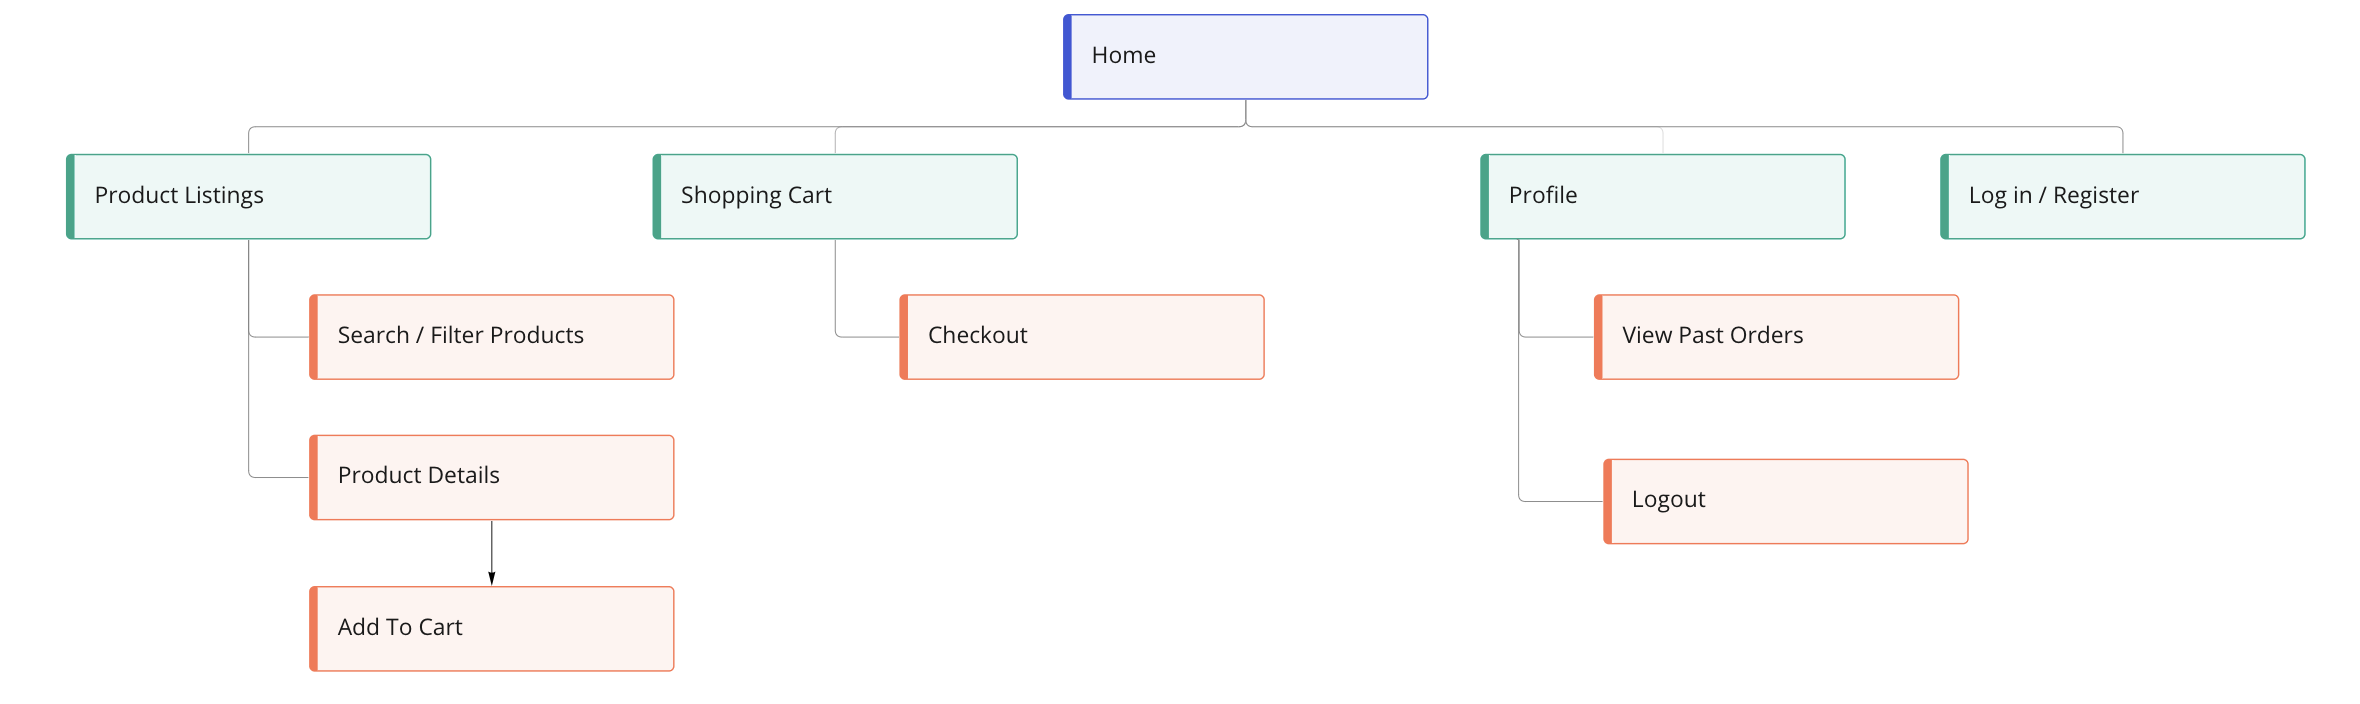 Home
Product Listings
Shopping Cart
Profile
Log in / Register
Search / Filter Products
Checkout
View Past Orders
Product Details
Logout
Add To Cart